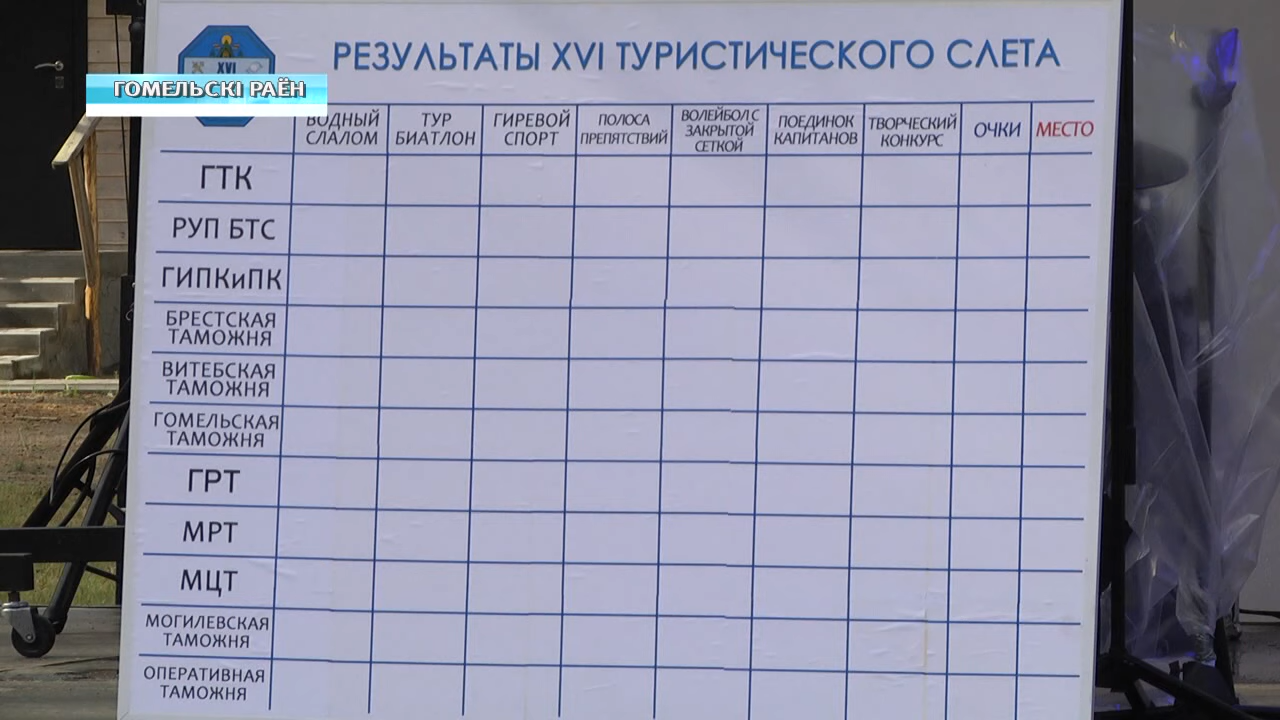 XVI
РЕЗУЛЬТАТЫ XVI ТУРИСТИЧЕСКОГО СЛЕТА
ГОМЕЛЬСКІ РАЁН
ВОДНЫЙ
СЛАЛОМ
ТУР
БИАТЛОН
ГИРЕВОЙ
СПОРТ
ПОЛОСА
ПРЕПЯТСТВИЙ
ВОЛЕЙБОЛ С
ЗАКРЫТОЙ
СЕТКОЙ
ПОЕДИНОК
КАПИТАНОВ
ТВОРЧЕСКИЙ
КОНКУРС
ОЧКИ
МЕСТО
ГТК
РУП БТС
ГИПКиПК
БРЕСТСКАЯ
ТАМОЖНЯ
ВИТЕБСКАЯ
ТАМОЖНЯ
ГОМЕЛЬСКАЯ
ТАМОЖНЯ
ГРТ
МРТ
МЦТ
МОГИЛЕВСКАЯ
ТАМОЖНЯ
ОПЕРАТИВНАЯ
ТАМОЖНЯ